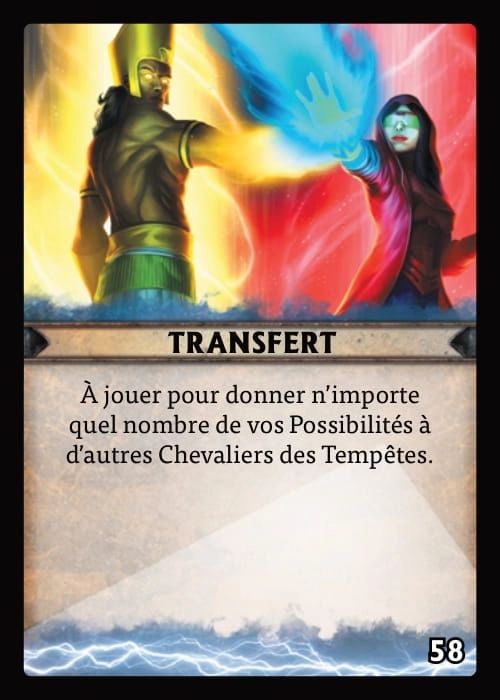 TRANSFERT
À jouer pour donner n’importe
quel nombre de vos Possibilités à
d’autres Chevaliers des Tempêtes.
58